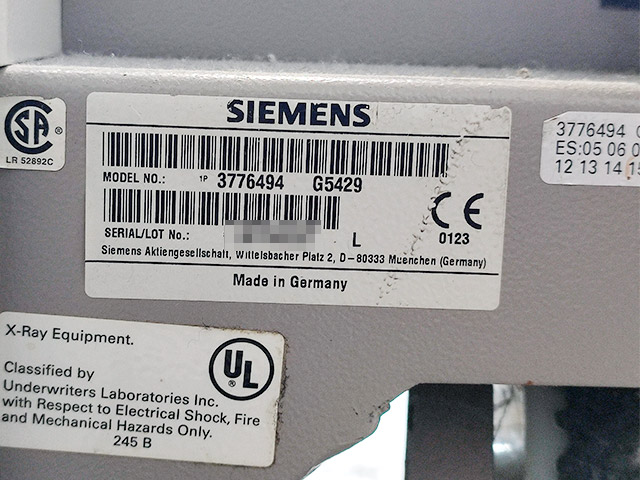 SIEMENS
MODEL NO.: 1P 3776494 G5429
SERIAL/LOT No.:
L
0123
Siemens Aktiengesellschaft, Wittelsbacher Platz 2, D-80333 Muenchen (Germany)
Made in Germany
SA ®
LR 52892C
3776494
ES:05 06
12 13 14 15
X-Ray Equipment.
Classified by
Underwriters Laboratories Inc.
with Respect to Electrical Shock, Fire
and Mechanical Hazards Only.
245 B
UL ®
CE